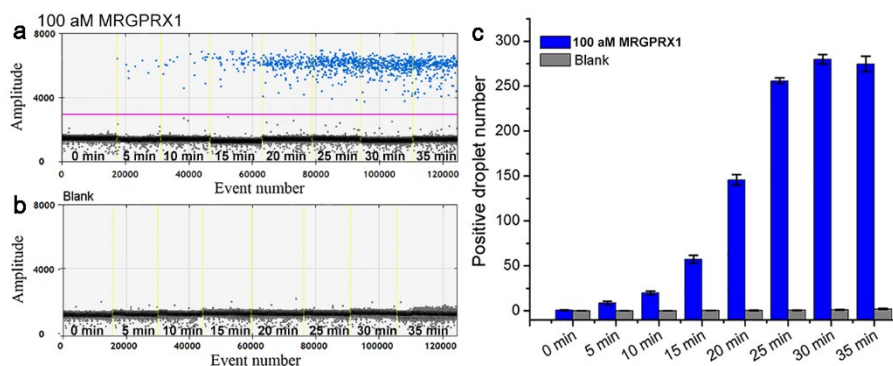 100 aM MRGPRX1
a
8000
4000
0
Amplitude
0 min 5 min 10 min 15 min 20 min 25 min 30 min 35 min
0 20000 40000 60000 80000 100000 120000
Event number
b
Blank
8000
4000
0
Amplitude
0 min 5 min 10 min 15 min 20 min 25 min 30 min 35 min
0 20000 40000 60000 80000 100000 120000
Event number
c
100 aM MRGPRX1
Blank
Positive droplet number
300
250
200
150
100
50
0
0 min 5 min 10 min 15 min 20 min 25 min 30 min 35 min